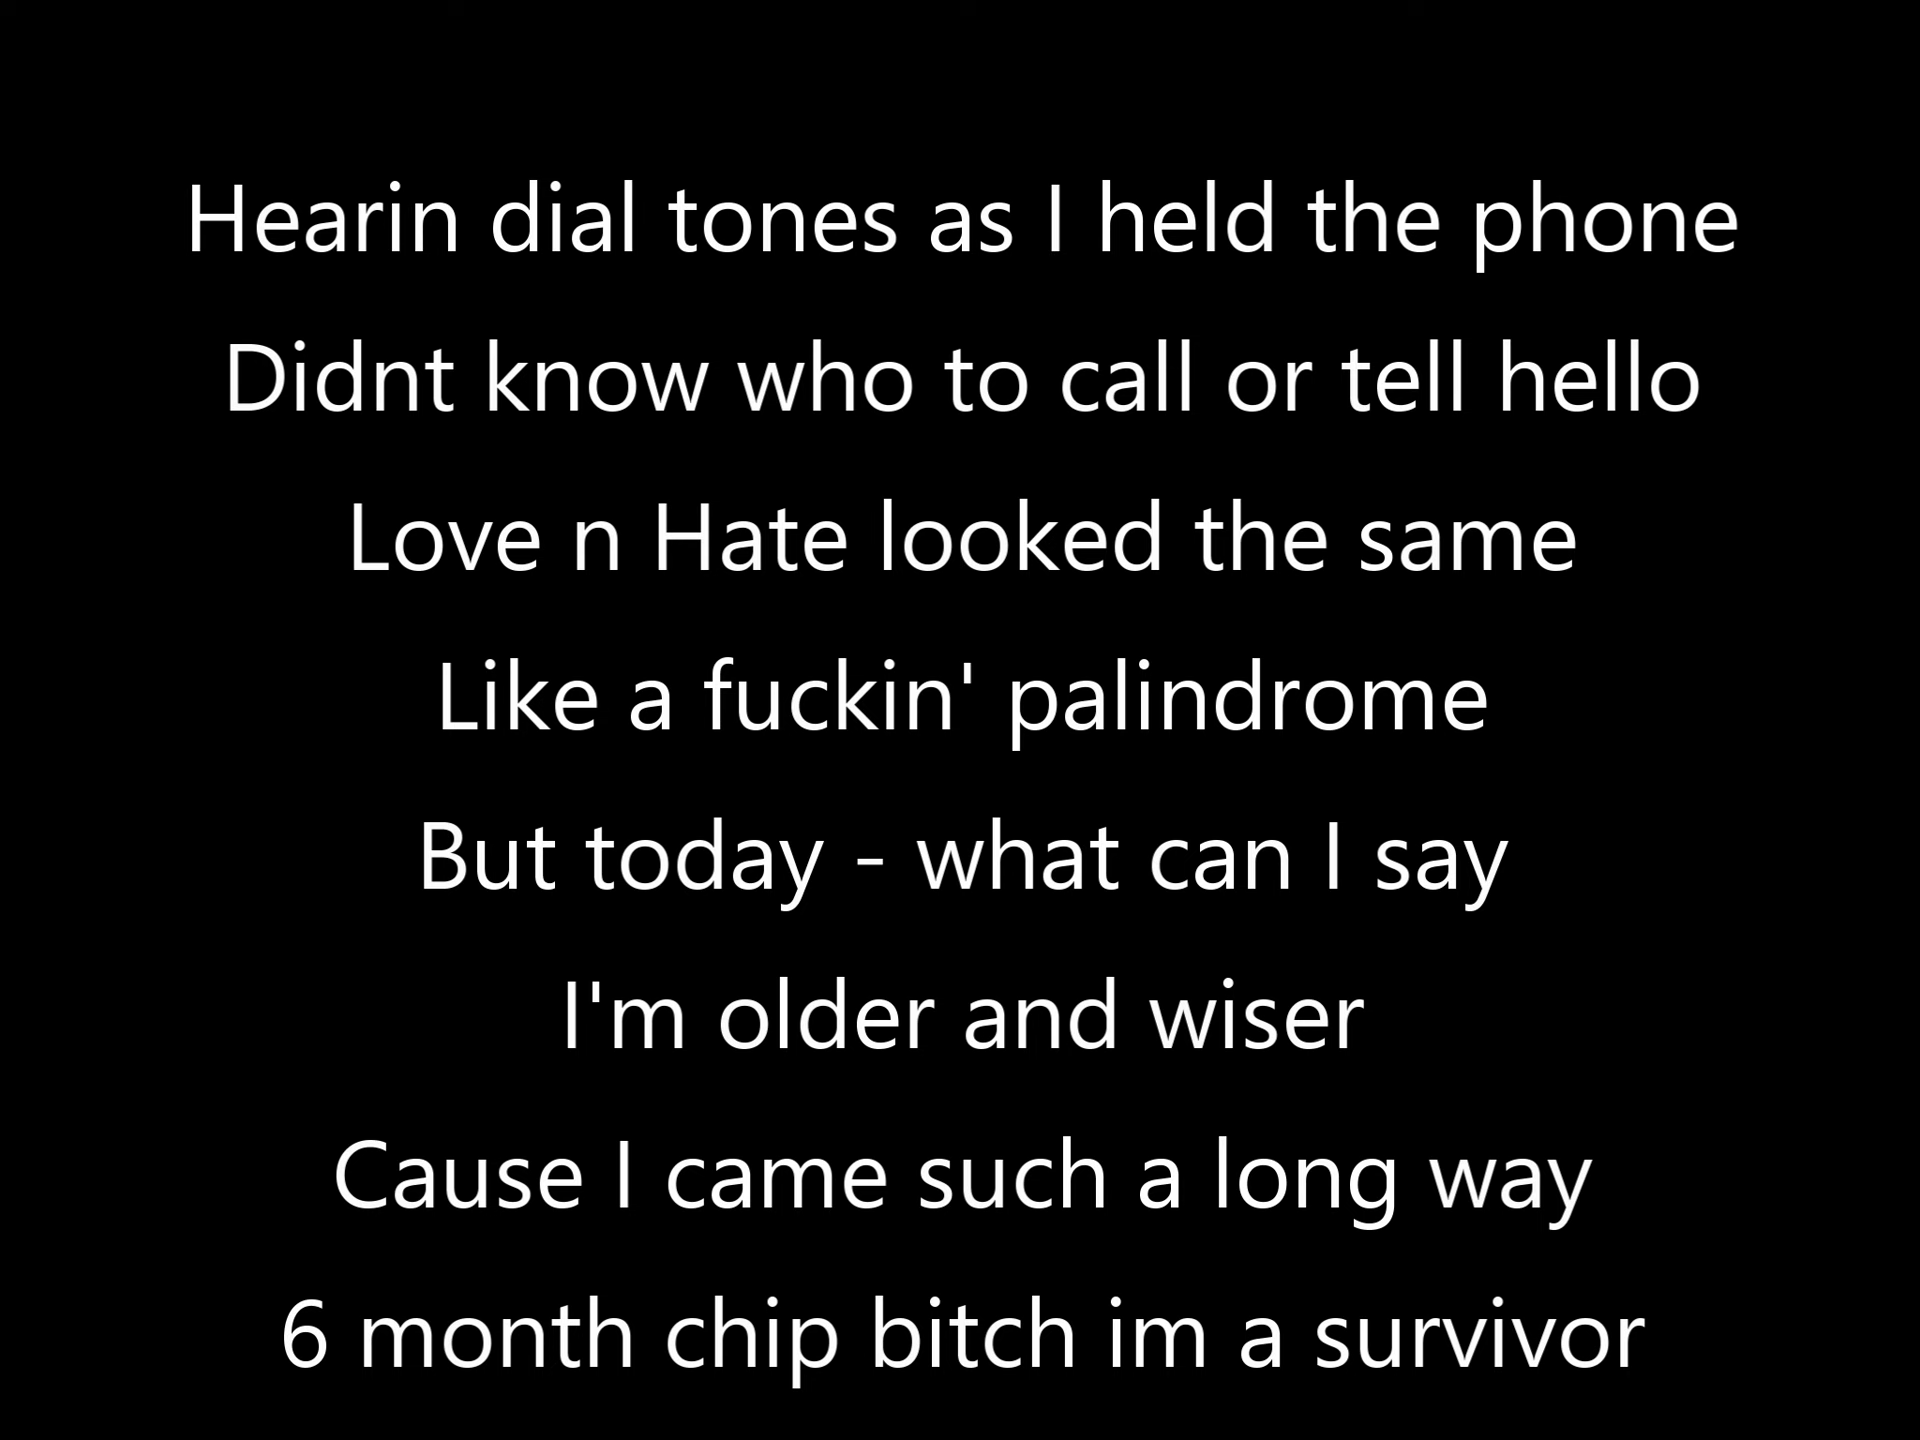 Hearin dial tones as I held the phone
Didnt know who to call or tell hello
Love n Hate looked the same
Like a fuckin' palindrome
But today - what can I say
I'm older and wiser
Cause I came such a long way
6 month chip bitch im a survivor